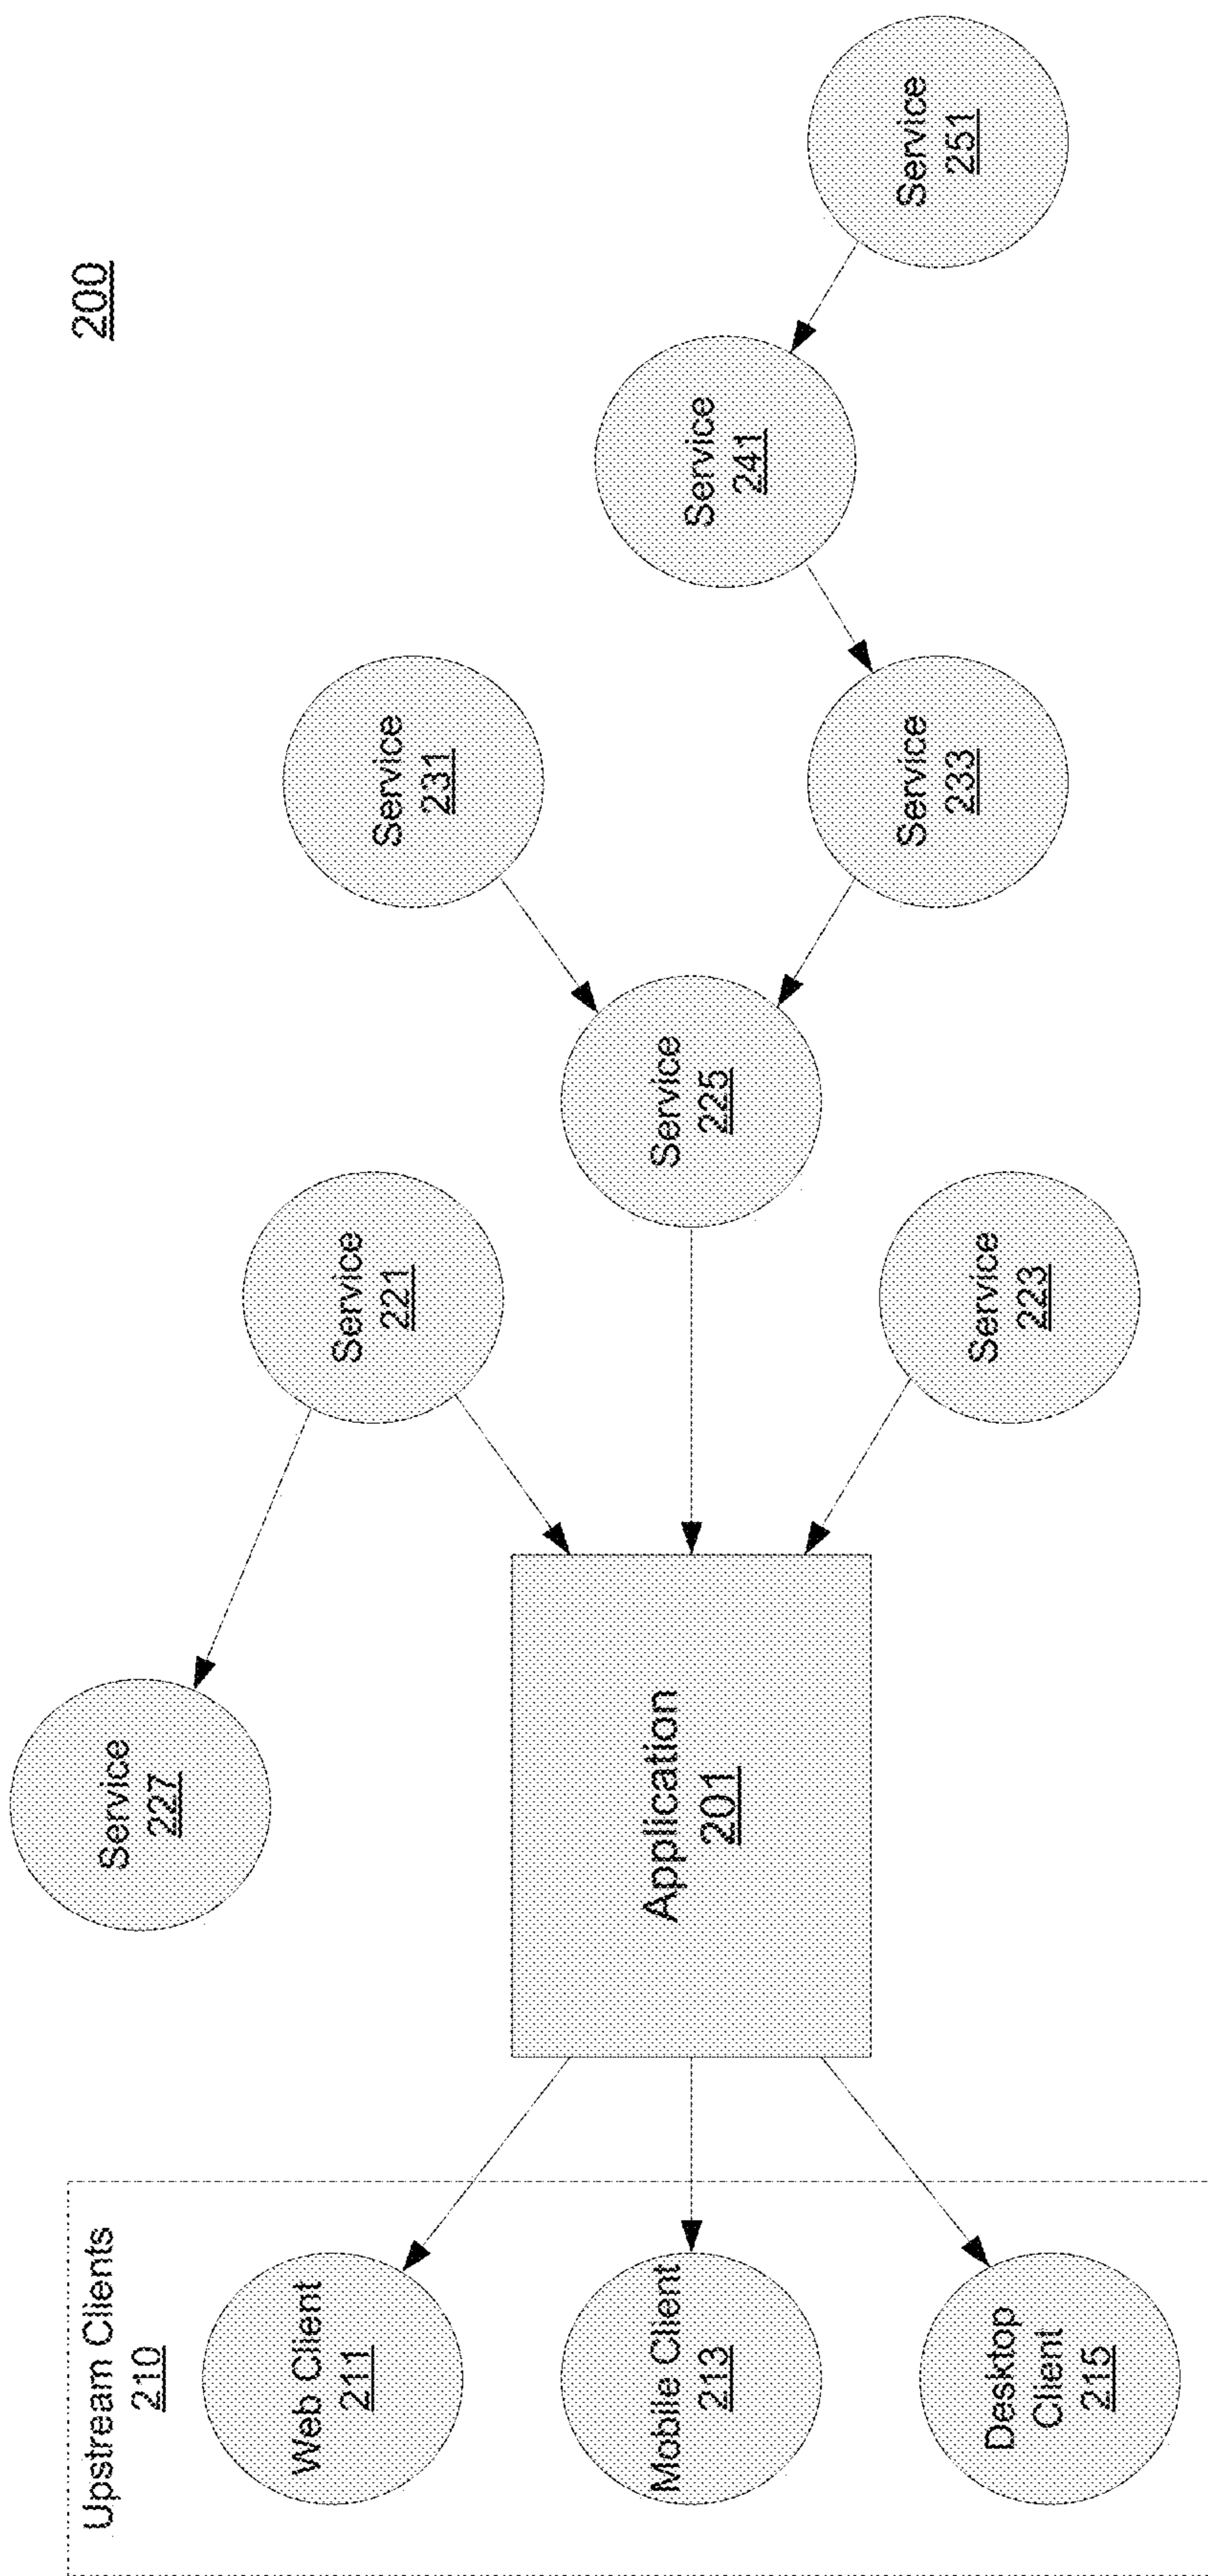 200
Upstream Clients
210
Web Client
211
Mobile Client
213
Desktop
Client
215
Application
201
Service
227
Service
221
Service
223
Service
225
Service
231
Service
233
Service
241
Service
251